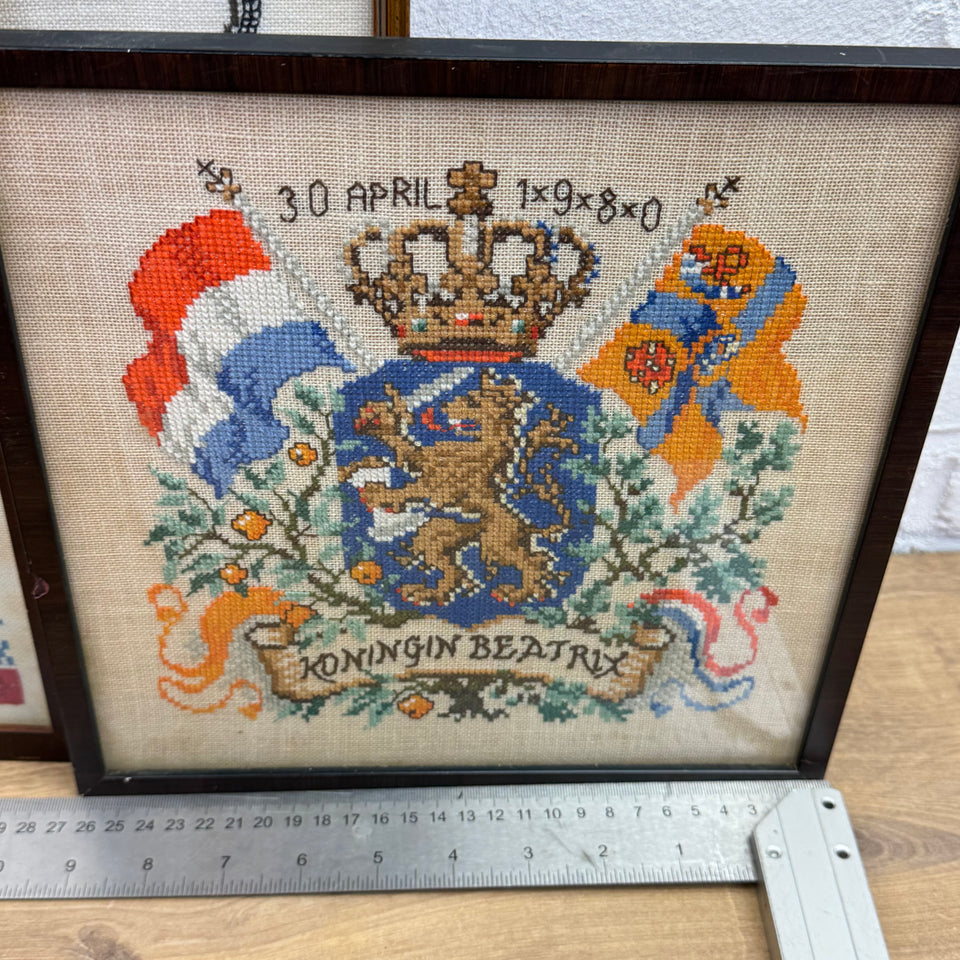 30 APRIL 1×9×8×0
KONINGIN BEATRIX
29 28 27 26 25 24 23 22 21 20 19 18 17 16 15 14 13 12 11 10 9 8 7 6 5 4 3
9 8 7 6 5 4 3 2 1